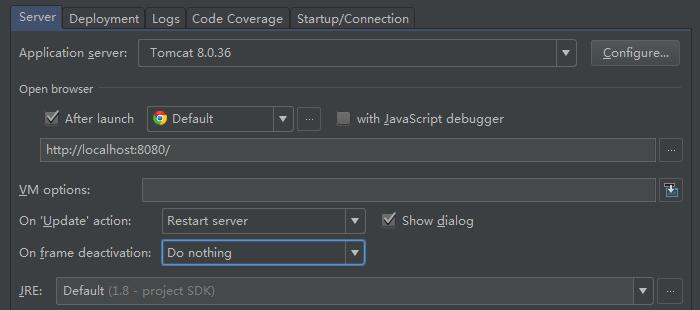 Server Deployment Logs Code Coverage Startup/Connection
Application server: Tomcat 8.0.36 Configure...
Open browser
After launch Default ... with JavaScript debugger
http://localhost:8080/ ...
VM options:
On 'Update' action: Restart server Show dialog
On frame deactivation: Do nothing
JRE: Default (1.8 - project SDK) ...